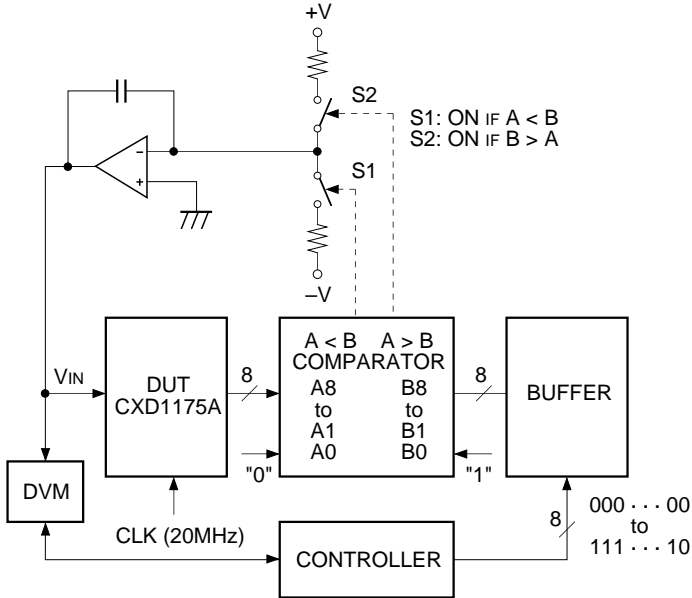 +V
S2
S1: ON IF A < B
S2: ON IF B > A
–
+
S1
–V
A < B A > B
COMPARATOR
A8 B8
to to
A1 B1
A0 B0
VIN
DUT
CXD1175A
8
8
BUFFER
"0"
"1"
DVM
CLK (20MHz)
CONTROLLER
8
000 · · · 00
to
111 · · · 10